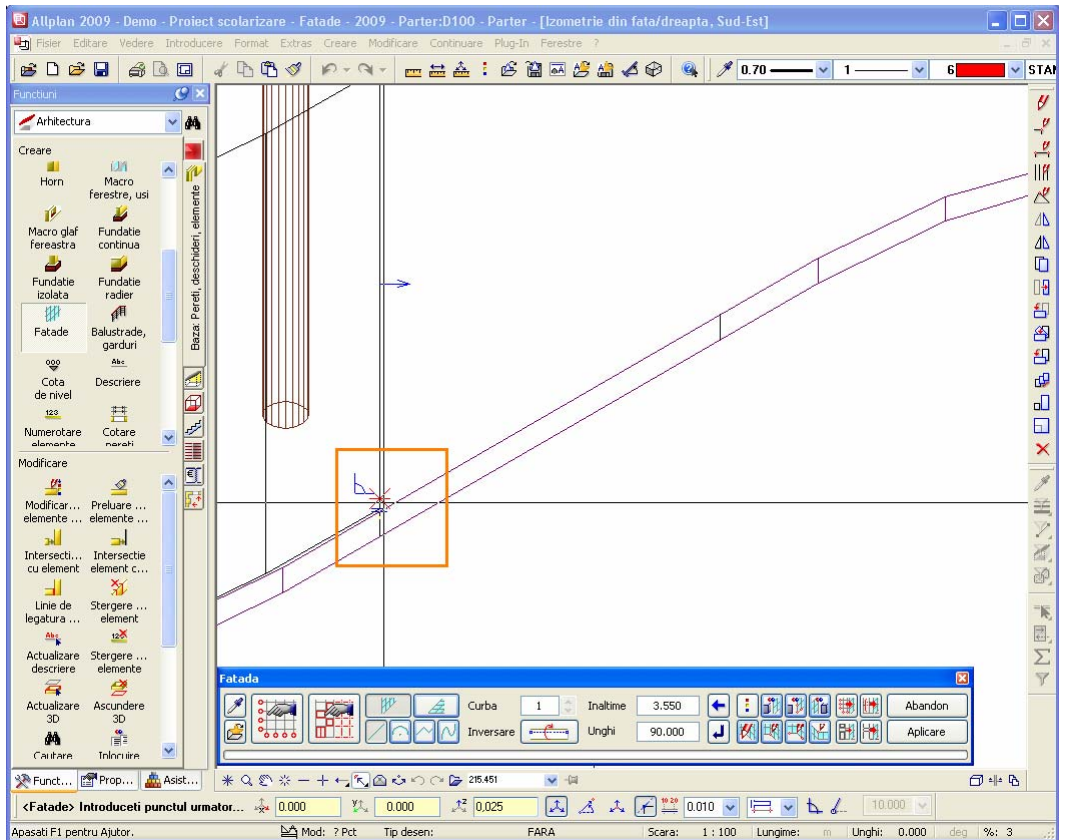 Allplan 2009 - Demo - Proiect scolarizare - Fatade - 2009 - Parter:D100 - Parter - [Izometrie din fata/dreapta, Sud-Est]
Fisier Editare Vedere Introducere Format Extras Creare Modificare Continuare Plug-In Ferestre ?
0.70 1 6 STAN
Functiuni
Arhitectura
Creare
Horn Macro ferestre, usi
Macro glaf fereastra Fundatie continua
Fundatie izolata Fundatie radier
Fatade Balustrade, garduri
Cota de nivel Descriere
Numerotare elemente Cotare pereti
Baza: Pereti, deschideri, elemente
Modificare
Modificar... elemente ... Preluare ... elemente ...
Intersecti... cu element Intersectie element c...
Linie de legatura ... Stergere ... element
Actualizare descriere Stergere ... elemente
Actualizare 3D Ascundere 3D
Cautare Inlocuire
Funct... Prop... Asist...
Fatada
Curba 1 Inaltime 3.550 Abandon
Inversare Unghi 90.000 Aplicare
215.451
<Fatade> Introduceti punctul urmator... 0.000 0.000 0,025 0.010 10.000
Apasati F1 pentru Ajutor. Mod: ? Pct Tip desen: FARA Scara: 1 : 100 Lungime: m Unghi: 0.000 deg %: 3